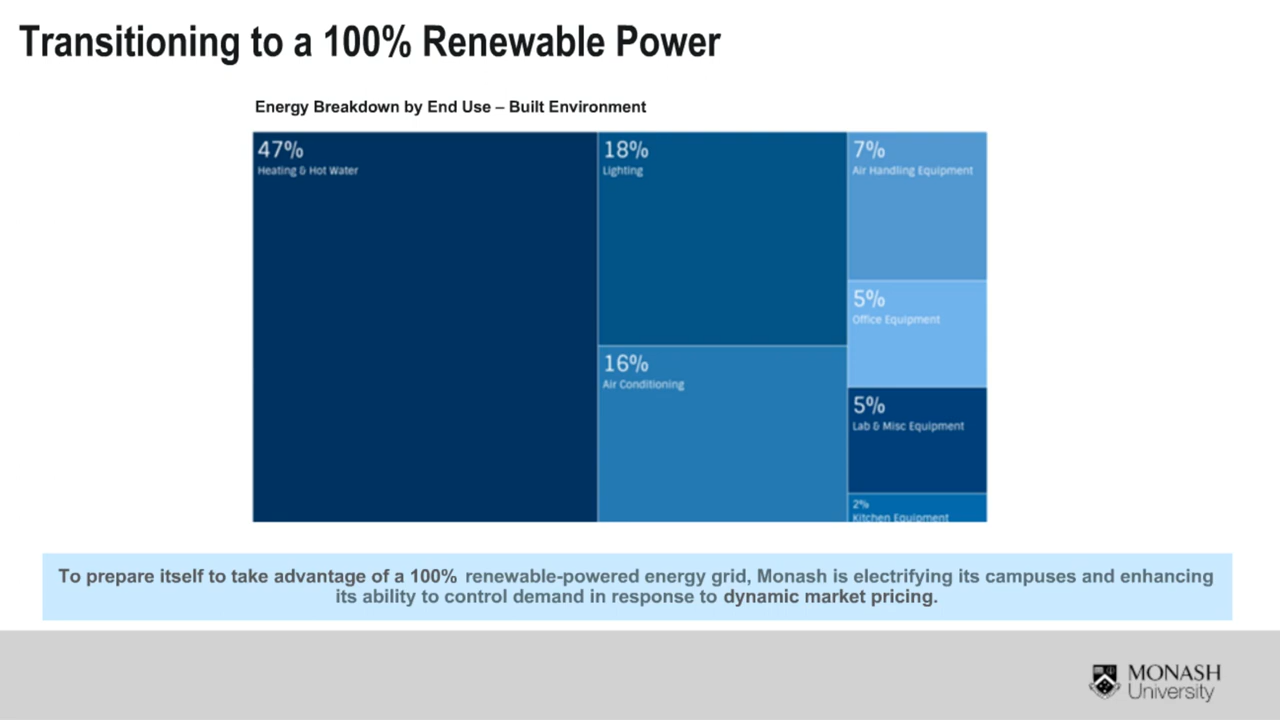 Transitioning to a 100% Renewable Power
Energy Breakdown by End Use – Built Environment
47%
Heating & Hot Water
18%
Lighting
16%
Air Conditioning
7%
Air Handling Equipment
5%
Office Equipment
5%
Lab & Misc Equipment
2%
Kitchen Equipment
To prepare itself to take advantage of a 100% renewable-powered energy grid, Monash is electrifying its campuses and enhancing
its ability to control demand in response to dynamic market pricing.
MONASH
University